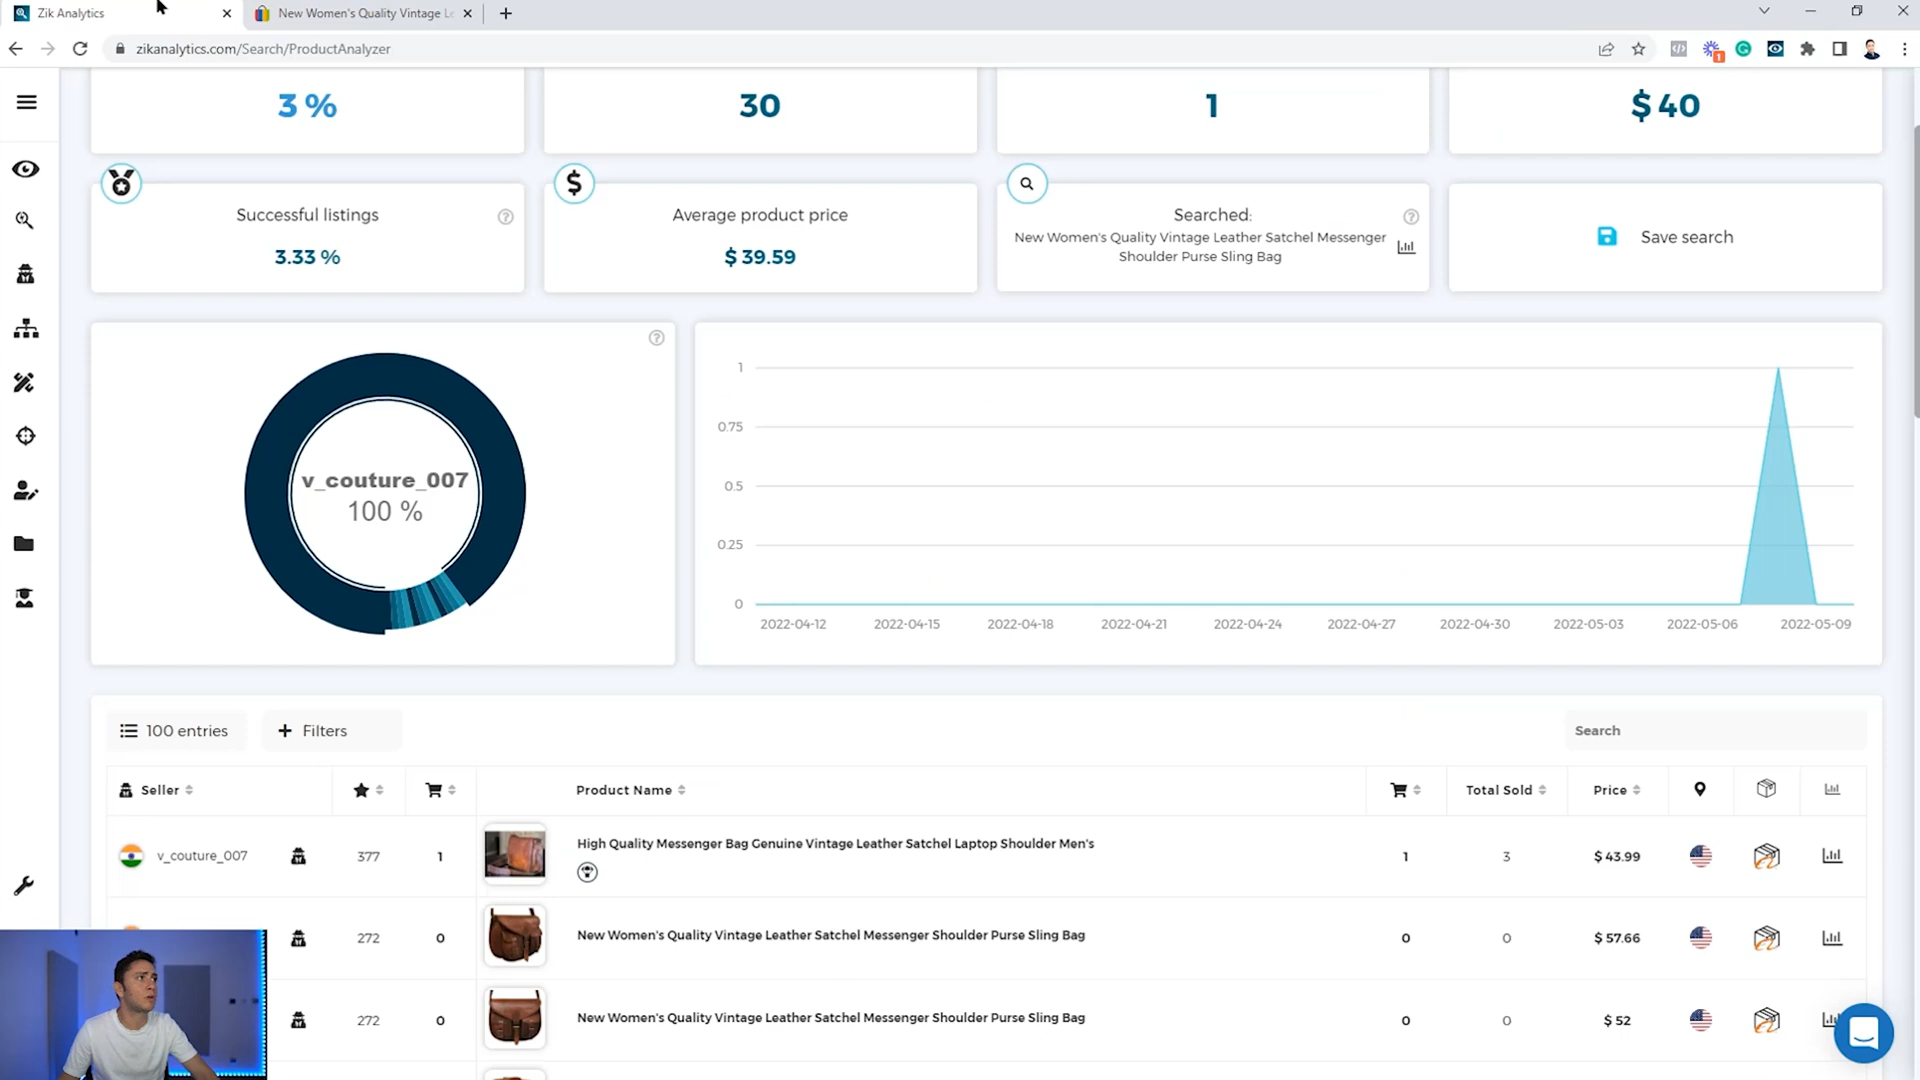 Zik Analytics
New Women's Quality Vintage Le
zikanalytics.com/Search/ProductAnalyzer
1
3 %
30
1
$ 40
Successful listings
3.33 %
Average product price
$ 39.59
Searched:
New Women's Quality Vintage Leather Satchel Messenger
Shoulder Purse Sling Bag
Save search
v_couture_007
100 %
1
0.75
0.5
0.25
0
2022-04-12 2022-04-15 2022-04-18 2022-04-21 2022-04-24 2022-04-27 2022-04-30 2022-05-03 2022-05-06 2022-05-09
100 entries
+ Filters
Search
Seller Product Name Total Sold Price
v_couture_007 377 1 High Quality Messenger Bag Genuine Vintage Leather Satchel Laptop Shoulder Men's 1 3 $ 43.99
272 0 New Women's Quality Vintage Leather Satchel Messenger Shoulder Purse Sling Bag 0 0 $ 57.66
272 0 New Women's Quality Vintage Leather Satchel Messenger Shoulder Purse Sling Bag 0 0 $ 52